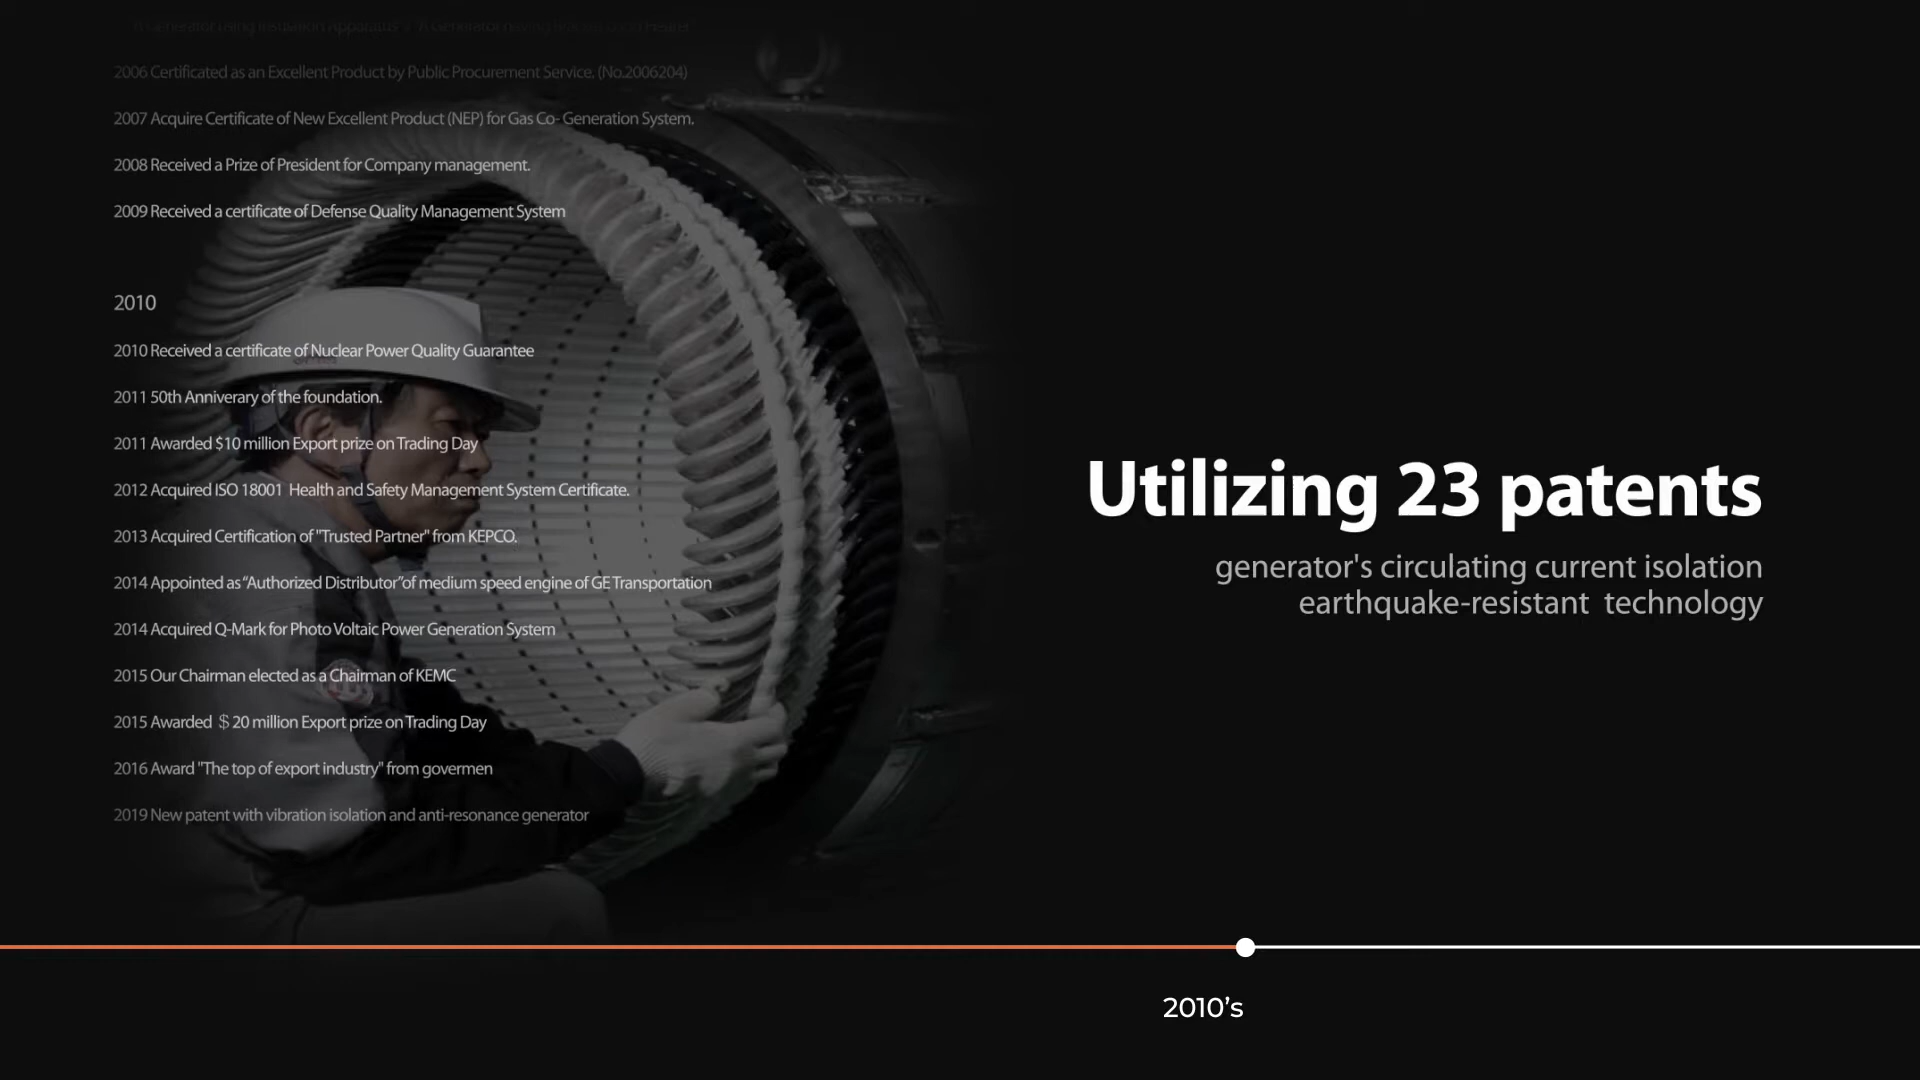 2006 Certificated as an Excellent Product by Public Procurement Service. (No.2006204)
2007 Acquire Certificate of New Excellent Product (NEP) for Gas Co- Generation System.
2008 Received a Prize of President for Company management.
2009 Received a certificate of Defense Quality Management System
2010
2010 Received a certificate of Nuclear Power Quality Guarantee
2011 50th Anniverary of the foundation.
2011 Awarded $10 million Export prize on Trading Day
2012 Acquired ISO 18001 Health and Safety Management System Certificate.
2013 Acquired Certification of "Trusted Partner" from KEPCO.
2014 Appointed as “Authorized Distributor”of medium speed engine of GE Transportation
2014 Acquired Q-Mark for Photo Voltaic Power Generation System
2015 Our Chairman elected as a Chairman of KEMC
2015 Awarded ＄20 million Export prize on Trading Day
2016 Award "The top of export industry" from governmen
2019 New patent with vibration isolation and anti-resonance generator
Utilizing 23 patents
generator's circulating current isolation
earthquake-resistant technology
2010’s